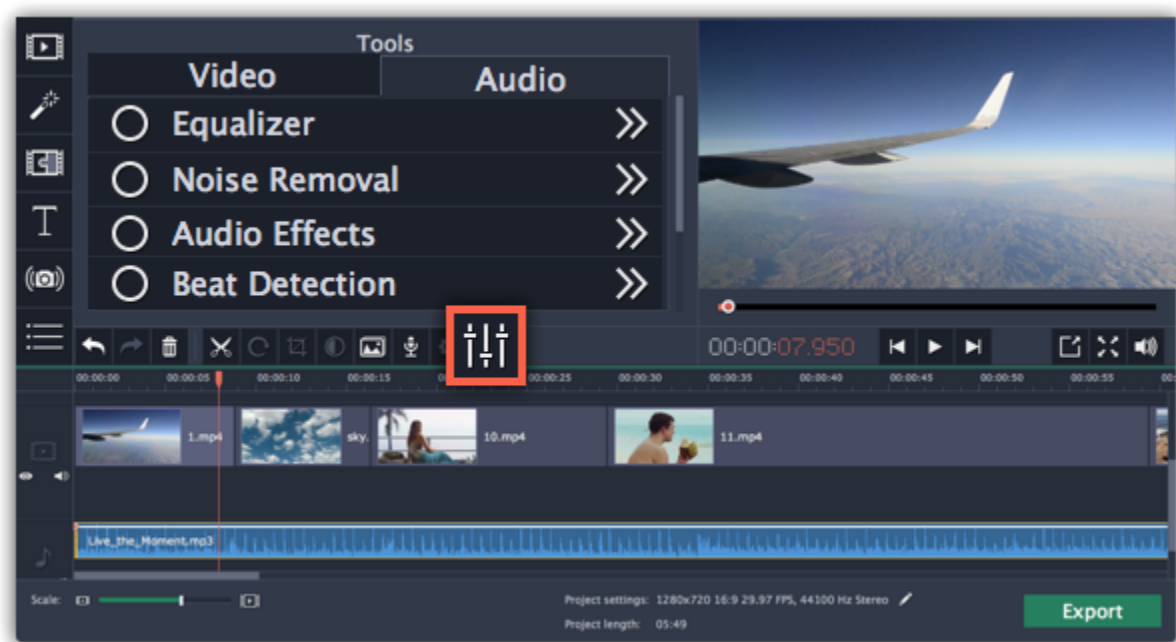 Tools
Video Audio
Equalizer
Noise Removal
Audio Effects
Beat Detection
T
00:00:07.950
00:00:00 00:00:05 00:00:10 00:00:15 00:00:25 00:00:30 00:00:35 00:00:40 00:00:45 00:00:50 00:00:55
1.mp4 sky. 10.mp4 11.mp4
Live_the_Moment.mp3
Scale:
Project settings: 1280x720 16:9 29.97 FPS, 44100 Hz Stereo
Project length: 05:49
Export